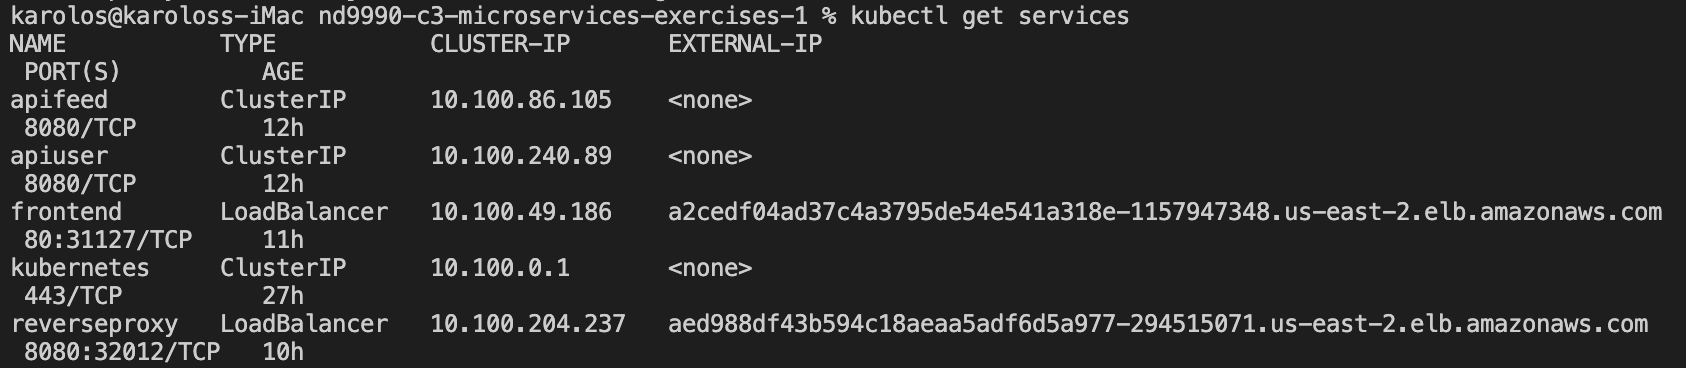 karolos@karoloss-iMac nd9990-c3-microservices-exercises-1 % kubectl get services
NAME           TYPE           CLUSTER-IP       EXTERNAL-IP
 PORT(S)          AGE
apifeed        ClusterIP      10.100.86.105    <none>
 8080/TCP         12h
apiuser        ClusterIP      10.100.240.89    <none>
 8080/TCP         12h
frontend       LoadBalancer   10.100.49.186    a2cedf04ad37c4a3795de54e541a318e-1157947348.us-east-2.elb.amazonaws.com
 80:31127/TCP     11h
kubernetes     ClusterIP      10.100.0.1       <none>
 443/TCP          27h
reverseproxy   LoadBalancer   10.100.204.237   aed988df43b594c18aeaa5adf6d5a977-294515071.us-east-2.elb.amazonaws.com
 8080:32012/TCP   10h